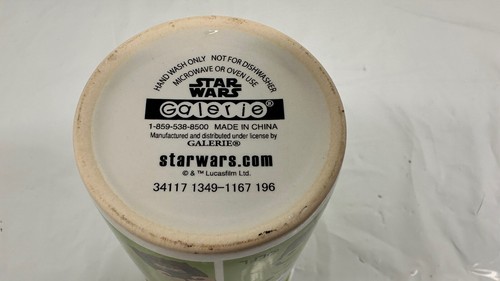 HAND WASH ONLY NOT FOR DISHWASHER
MICROWAVE OR OVEN USE
STAR
WARS
Galerie®
1-859-538-8500 MADE IN CHINA
Manufactured and distributed under license by
GALERIE®
starwars.com
© & ™ Lucasfilm Ltd.
34117 1349-1167 196